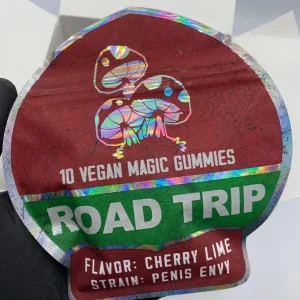 10 VEGAN MAGIC GUMMIES
ROAD TRIP
FLAVOR: CHERRY LIME
STRAIN: PENIS ENVY